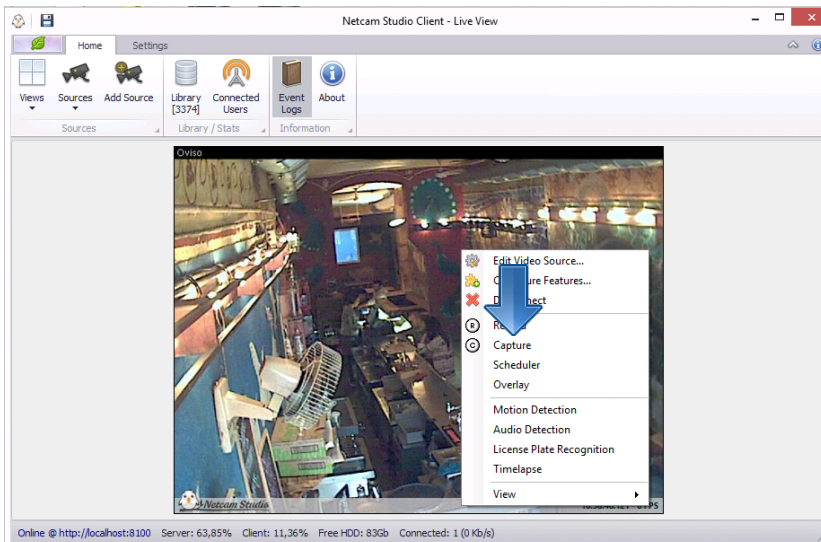 Netcam Studio Client - Live View
Home Settings
Views Sources Add Source Library [3374] Connected Users Event Logs About
Sources Library / Stats Information
Oviso
Edit Video Source...
Features...
Capture
Scheduler
Overlay
Motion Detection
Audio Detection
License Plate Recognition
Timelapse
View
Netcam Studio
Online @ http://localhost:8100 Server: 63,85% Client: 11,36% Free HDD: 83Gb Connected: 1 (0 Kb/s)